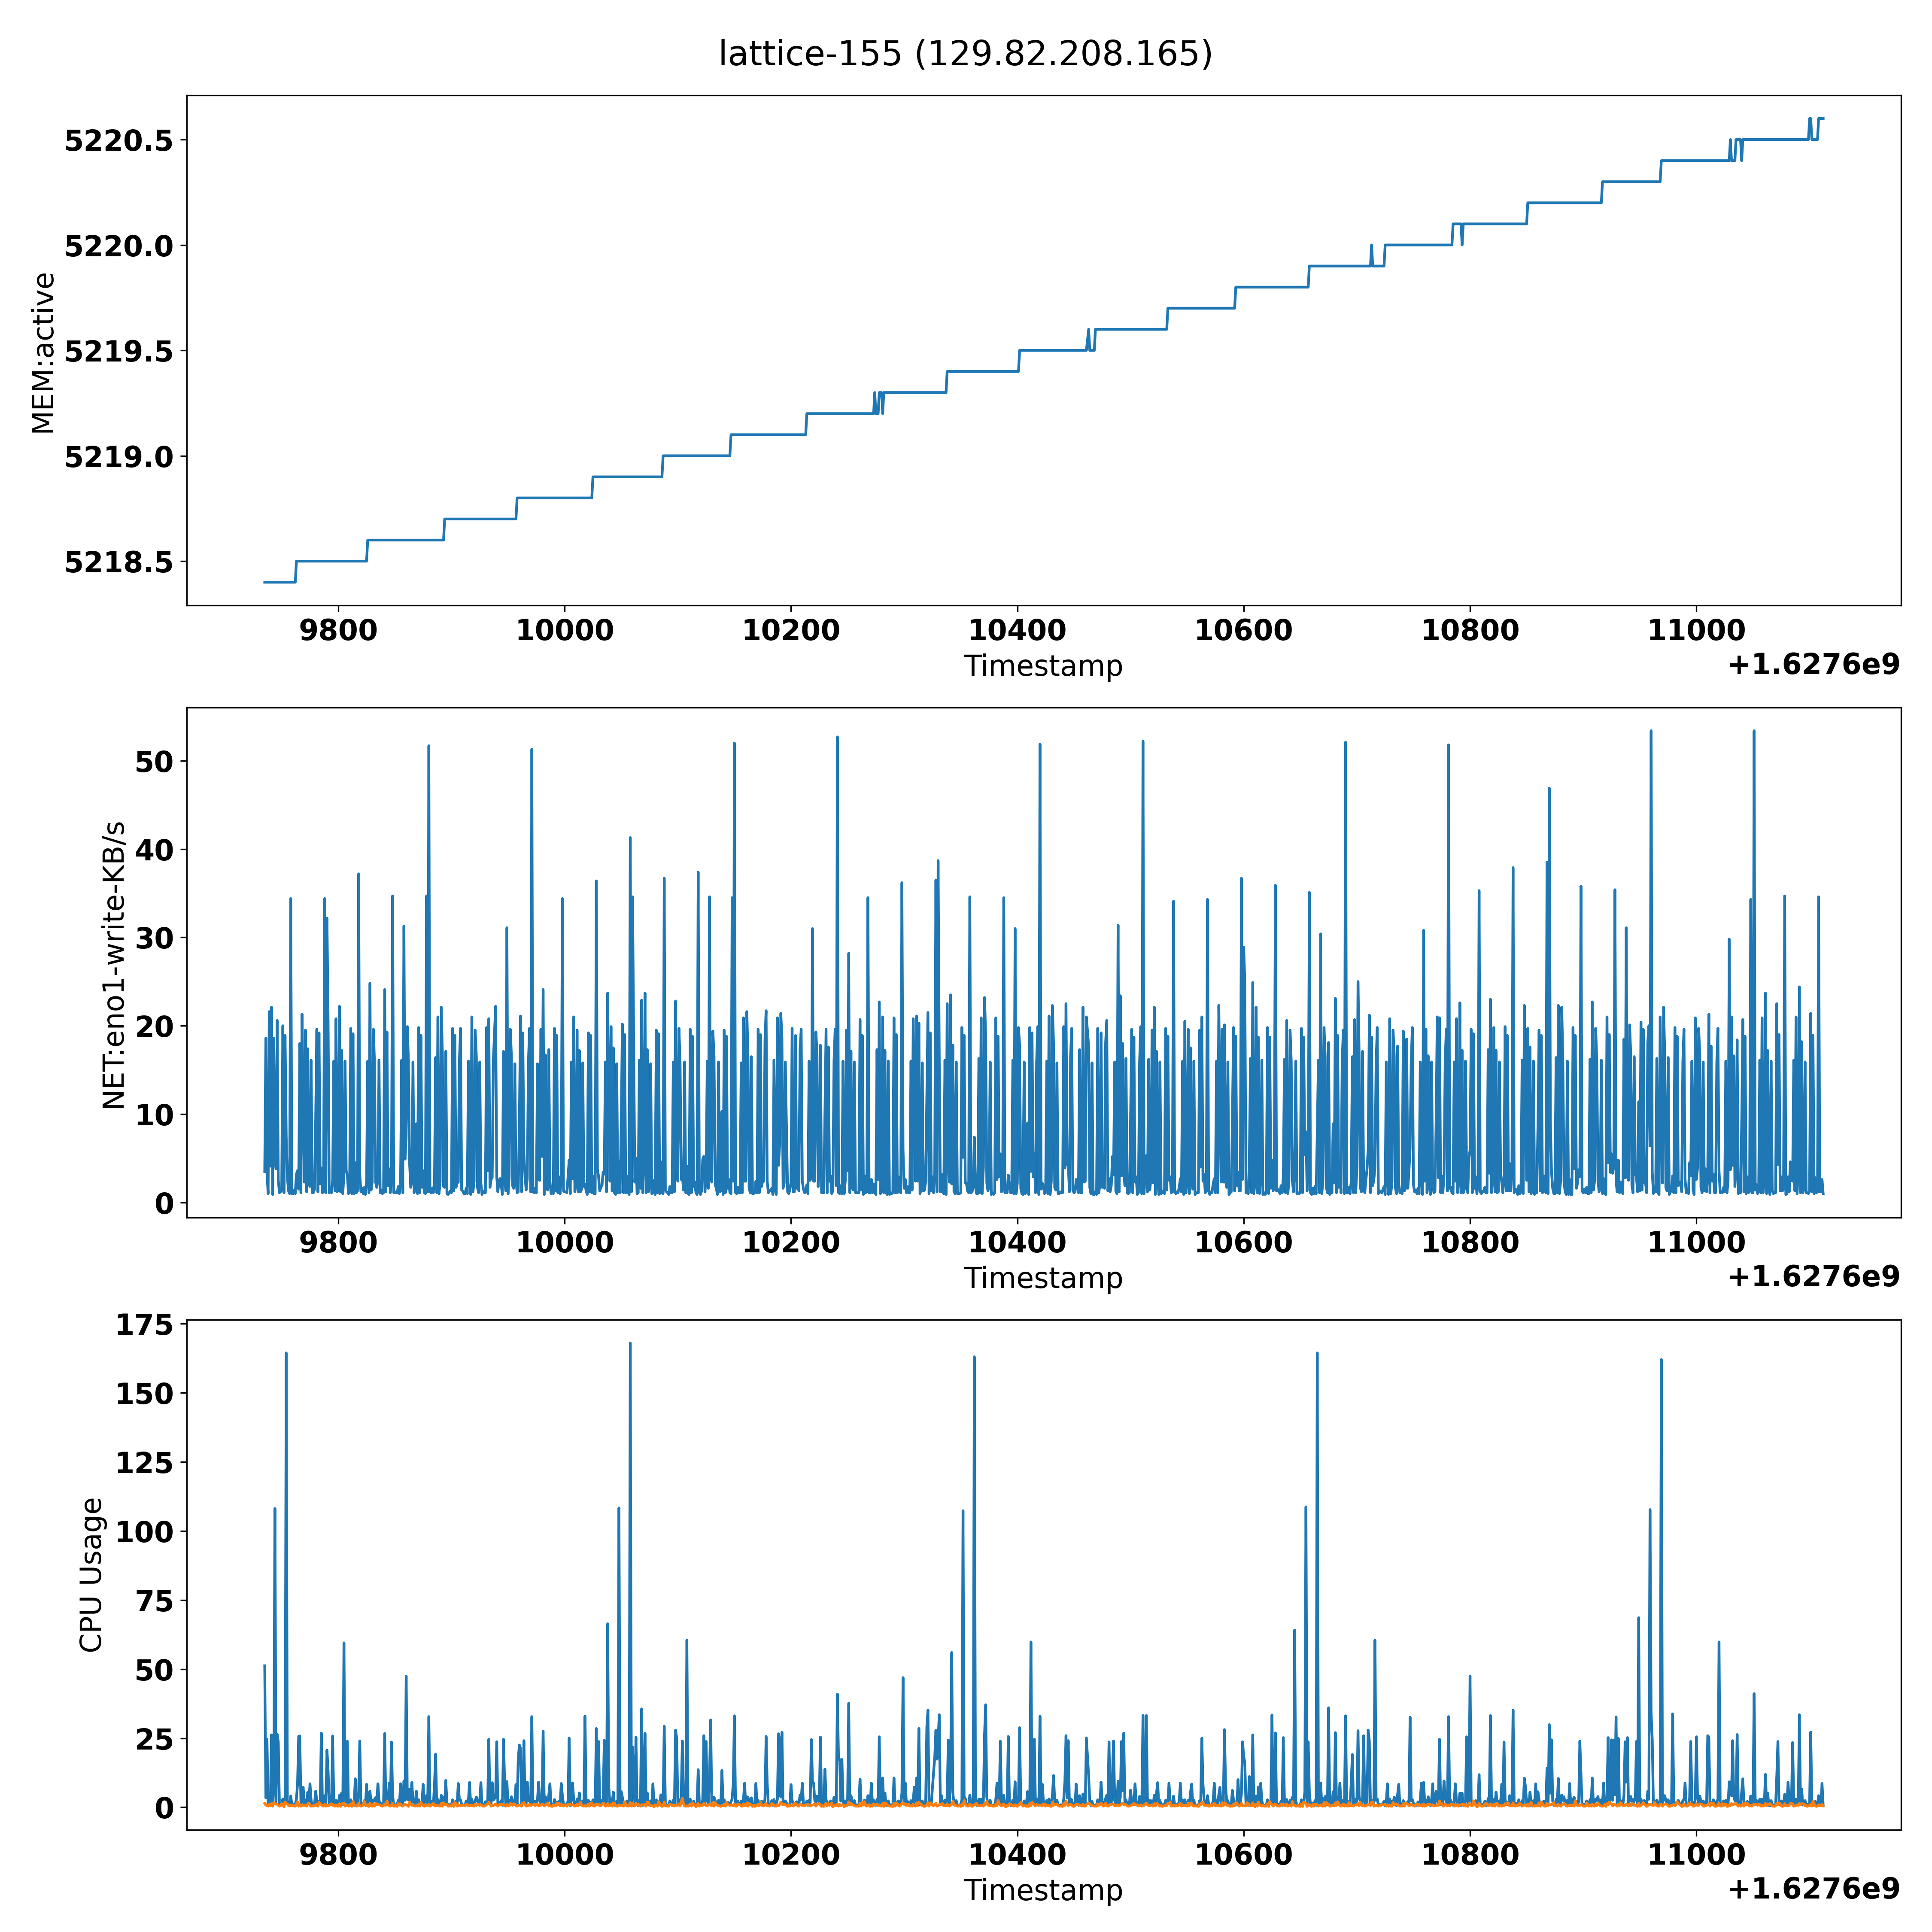 lattice-155 (129.82.208.165)
MEM:active
5220.5
5220.0
5219.5
5219.0
5218.5
9800 10000 10200 10400 10600 10800 11000
Timestamp
+1.6276e9
NET:eno1-write-KB/s
50
40
30
20
10
0
9800 10000 10200 10400 10600 10800 11000
Timestamp
+1.6276e9
CPU Usage
175
150
125
100
75
50
25
0
9800 10000 10200 10400 10600 10800 11000
Timestamp
+1.6276e9